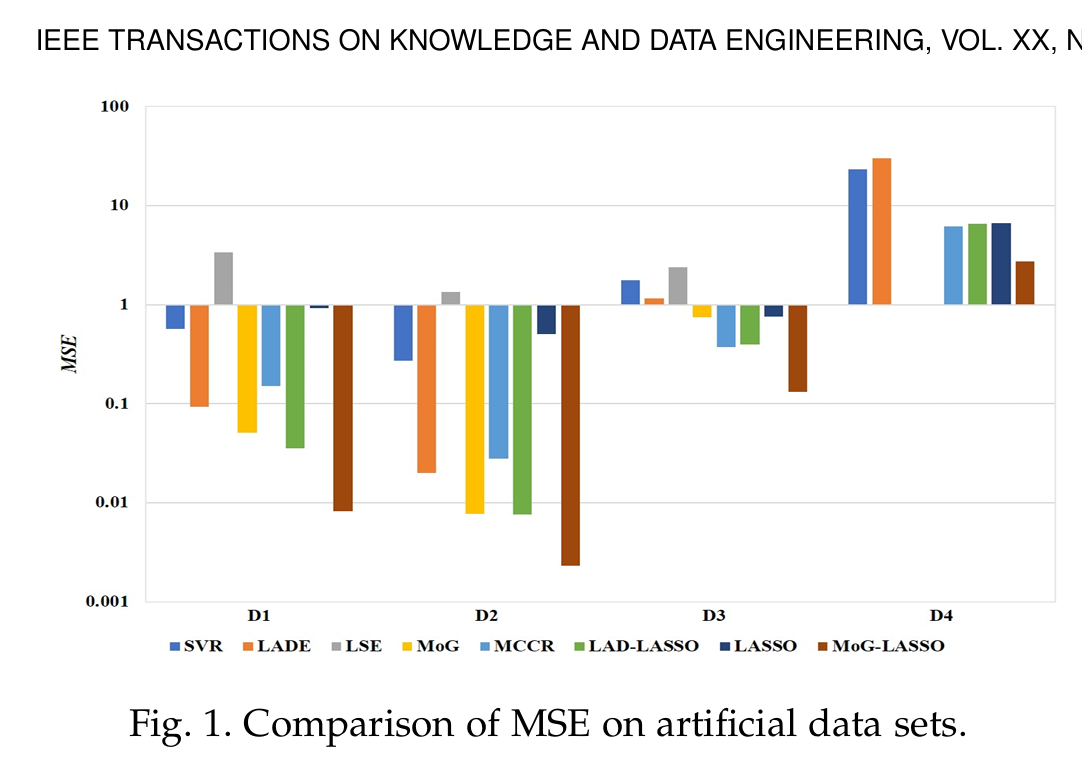 IEEE TRANSACTIONS ON KNOWLEDGE AND DATA ENGINEERING, VOL. XX,
100
10
1
0.1
0.01
0.001
MSE
D1 D2 D3 D4
SVR LADE LSE MoG MCCR LAD-LASSO LASSO MoG-LASSO
Fig. 1. Comparison of MSE on artificial data sets.